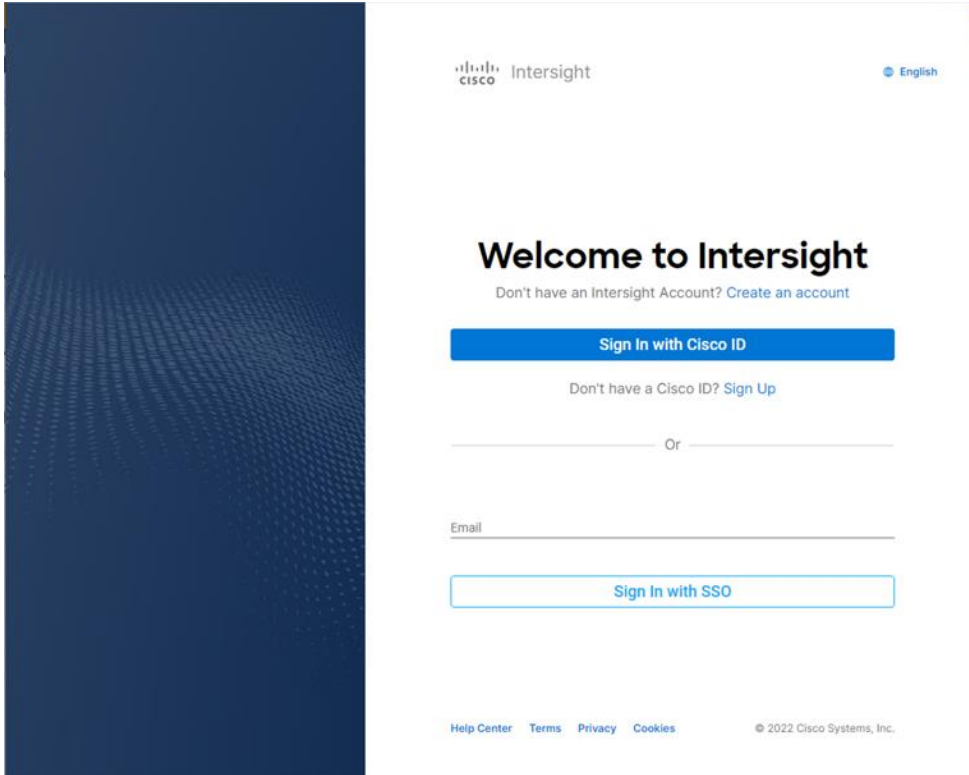 CISCO Intersight English
Welcome to Intersight
Don't have an Intersight Account? Create an account
Sign In with Cisco ID
Don't have a Cisco ID? Sign Up
Or
Email
Sign In with SSO
Help Center Terms Privacy Cookies © 2022 Cisco Systems, Inc.